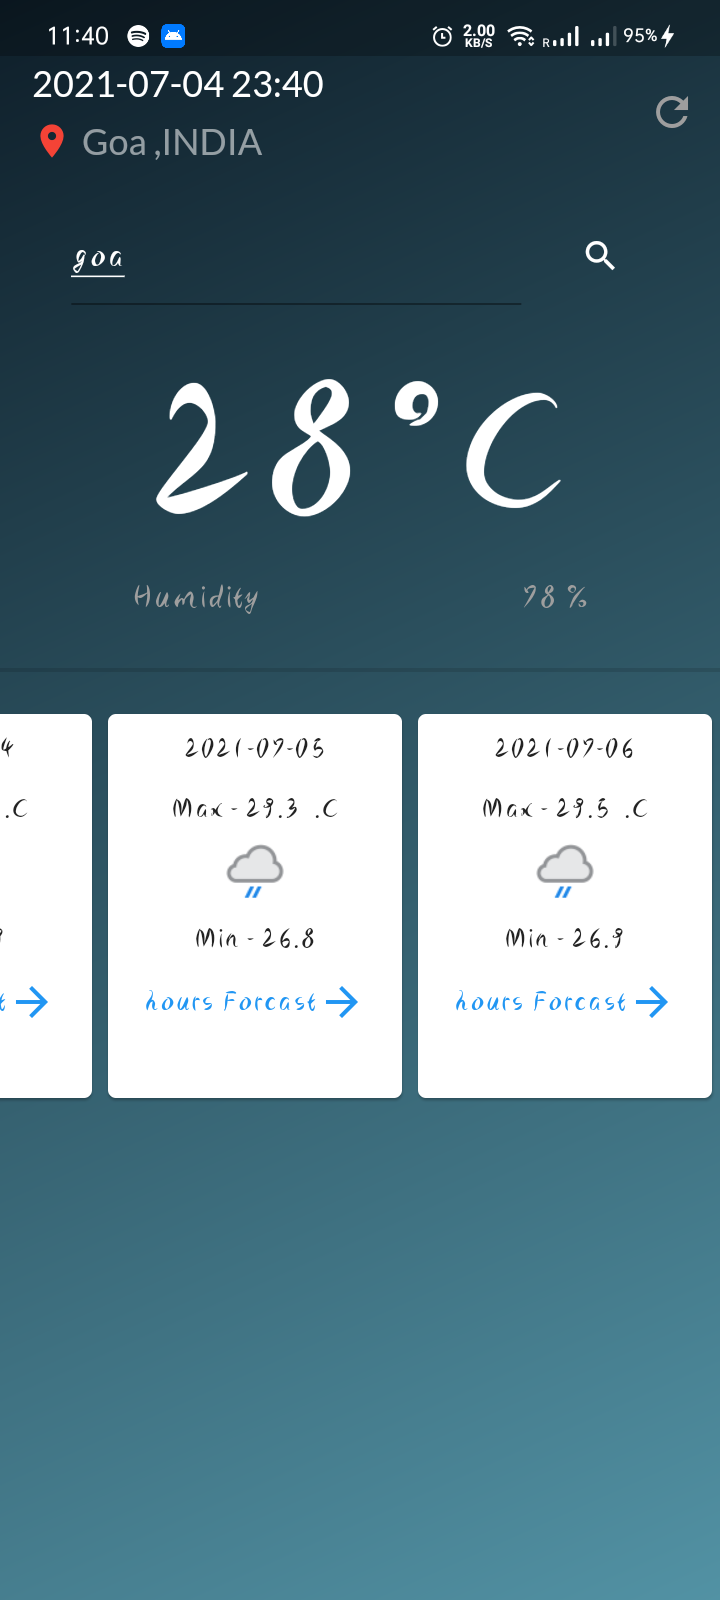 11:40
2.00
KB/S
R
95%
2021-07-04 23:40
Goa ,INDIA
goa
28°C
Humidity 78 %
4 2021-07-05 2021-07-06
.C Max - 29.3 .C Max - 29.5 .C
Min - 26.8 Min - 26.9
t hours Forcast hours Forcast